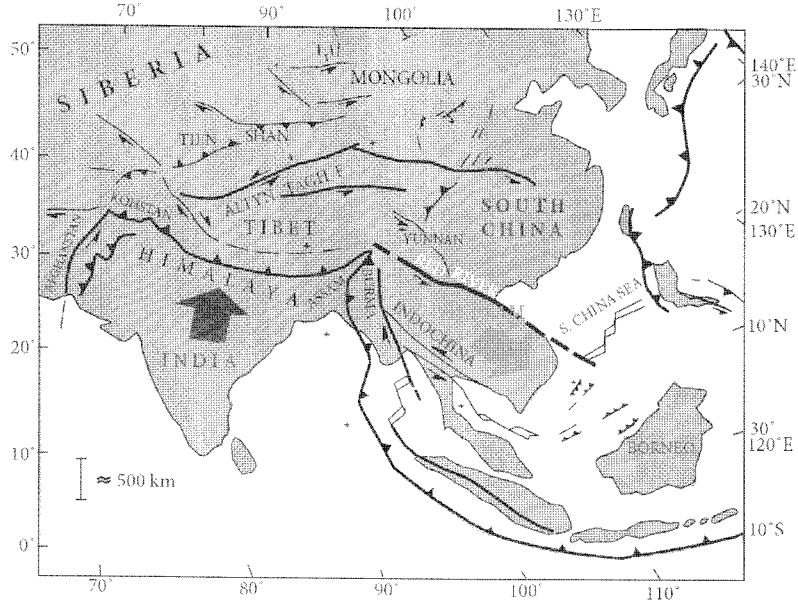 70°
90°
100°
130°E
50°
SIBERIA
MONGOLIA
140°E
30°N
TIEN SHAN
40°
ALTYN TAGH F.
KOHISTAN
TIBET
SOUTH
CHINA
YUNNAN
20°N
130°E
30°
AFGHANISTAN
HIMALAYA
ASSAM
INDOCHINA
S. CHINA SEA
10°N
INDIA
20°
30°
120°E
BORNEO
10°
≈ 500 km
10°S
0°
70°
80°
90°
100°
110°